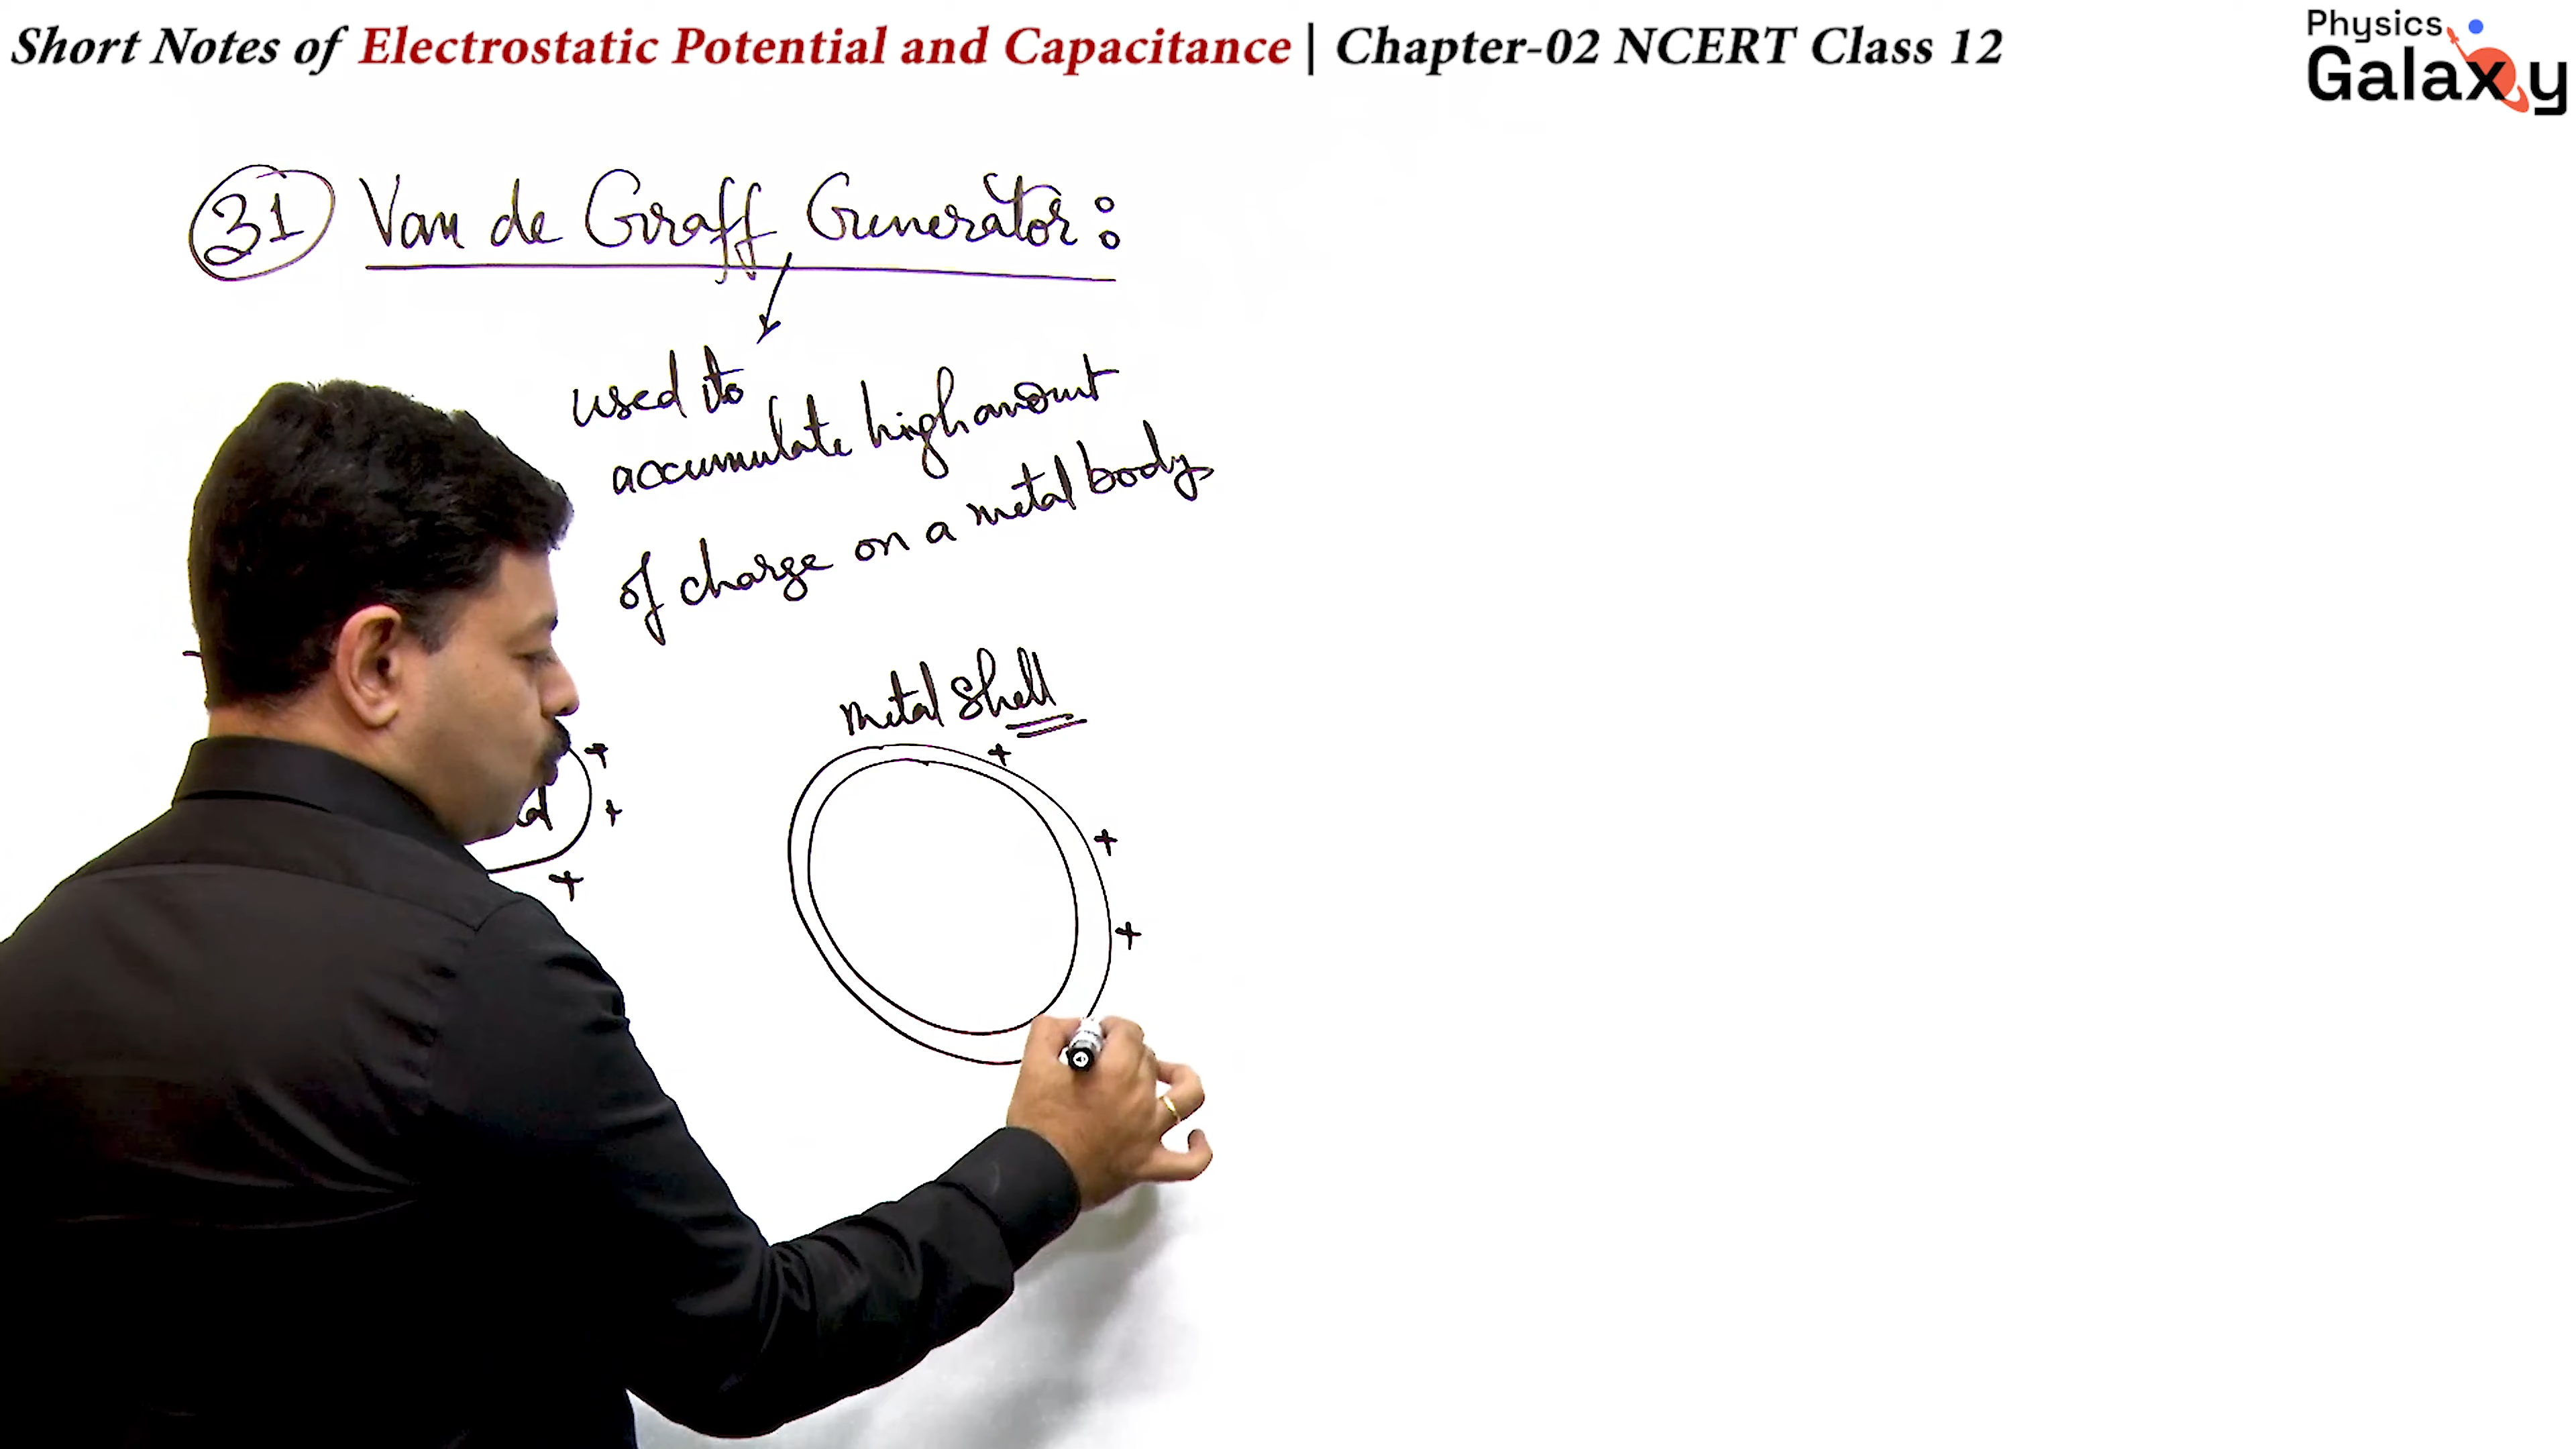 Short Notes of Electrostatic Potential and Capacitance | Chapter-02 NCERT Class 12
Physics
Galaxy
31 Van de Graff Generator:
used to
accumulate high amount
of charge on a metal body
metal shell
+
+
+
+
+
+